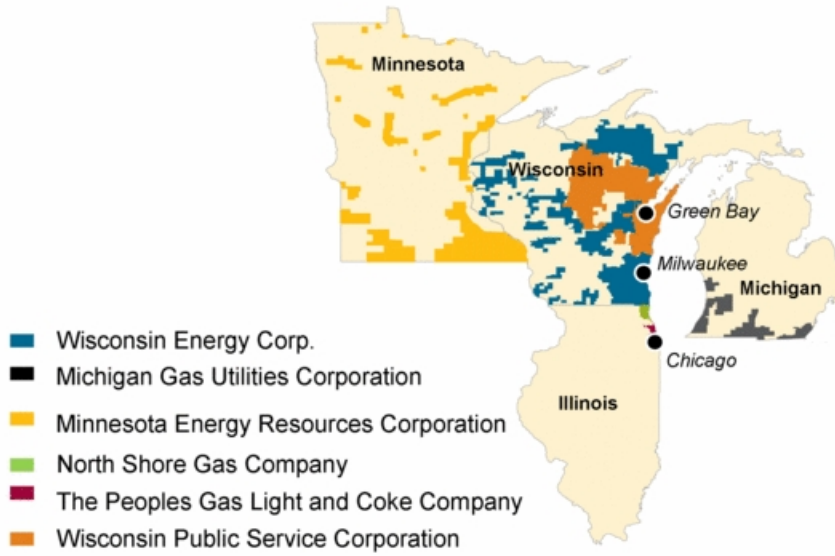 Minnesota
Wisconsin
Green Bay
Milwaukee
Michigan
Chicago
Illinois
Wisconsin Energy Corp.
Michigan Gas Utilities Corporation
Minnesota Energy Resources Corporation
North Shore Gas Company
The Peoples Gas Light and Coke Company
Wisconsin Public Service Corporation